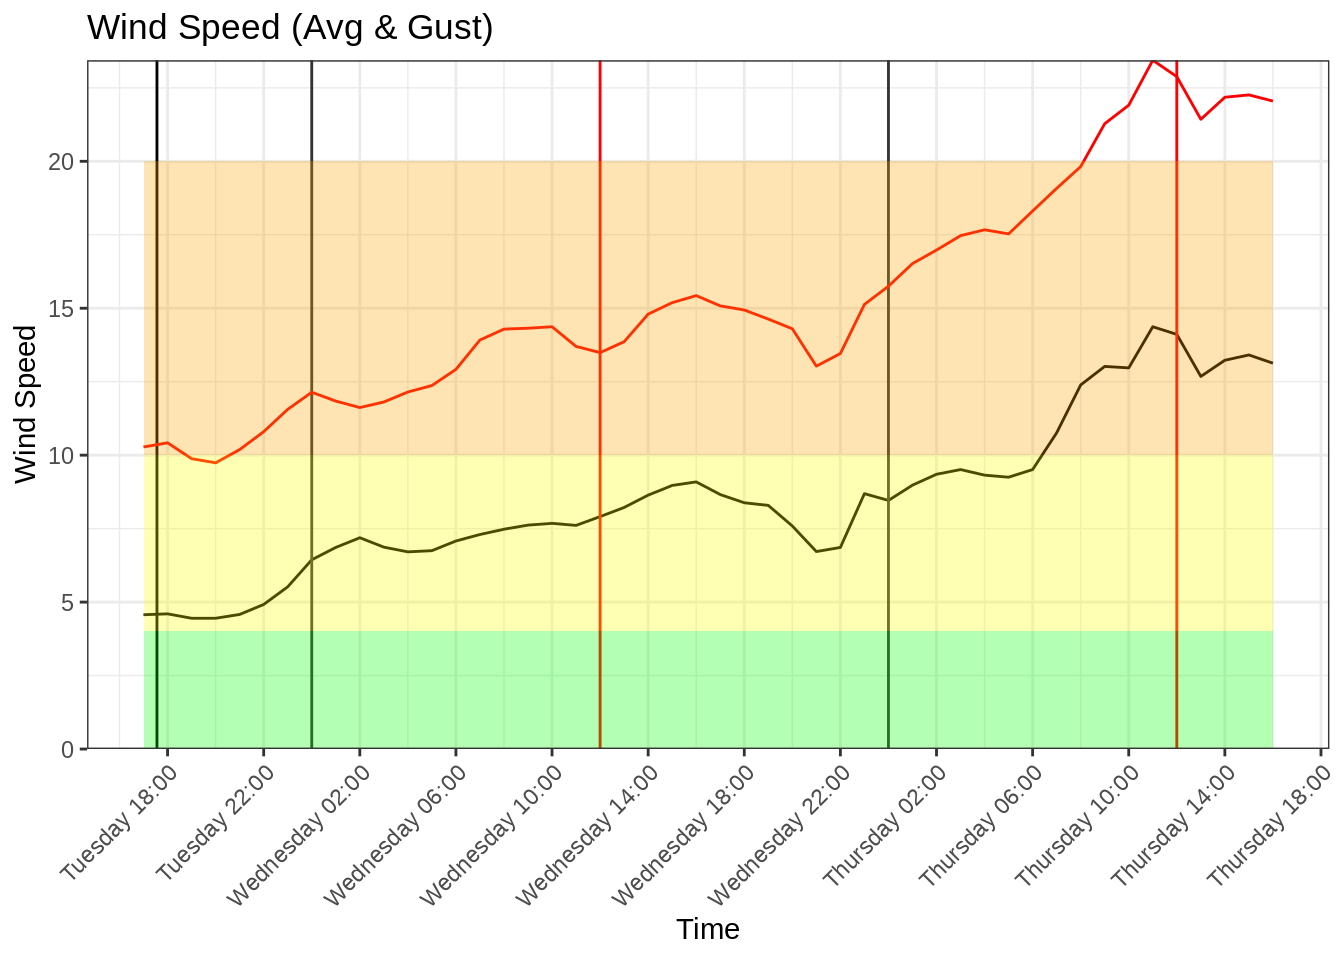 Wind Speed (Avg & Gust)
Wind Speed
20
15
10
5
0
Tuesday 18:00
Tuesday 22:00
Wednesday 02:00
Wednesday 06:00
Wednesday 10:00
Wednesday 14:00
Wednesday 18:00
Wednesday 22:00
Thursday 02:00
Thursday 06:00
Thursday 10:00
Thursday 14:00
Thursday 18:00
Time